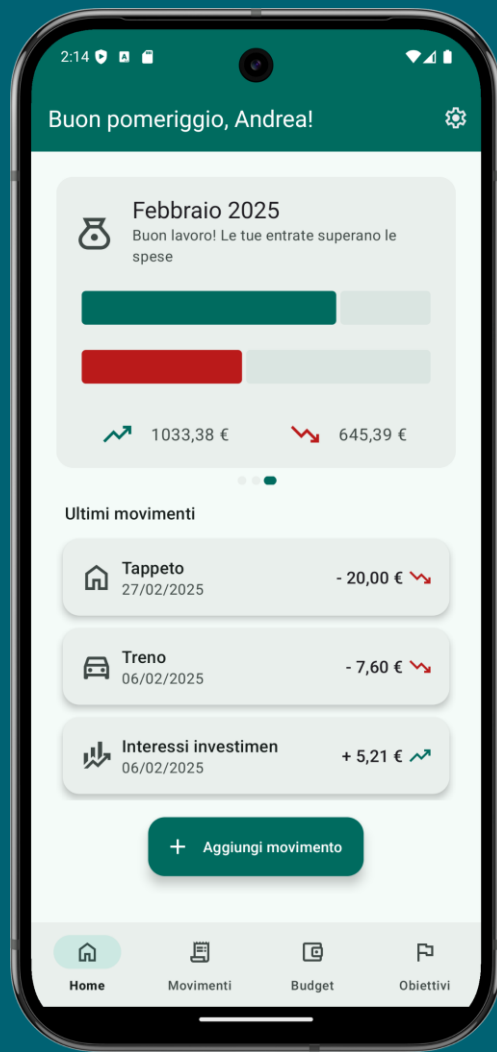 2:14
Buon pomeriggio, Andrea!
Febbraio 2025
Buon lavoro! Le tue entrate superano le
spese
1033,38 €
645,39 €
Ultimi movimenti
Tappeto
- 20,00 €
27/02/2025
Treno
- 7,60 €
06/02/2025
Interessi investimen
+ 5,21 €
06/02/2025
+ Aggiungi movimento
Home
Movimenti
Budget
Obiettivi